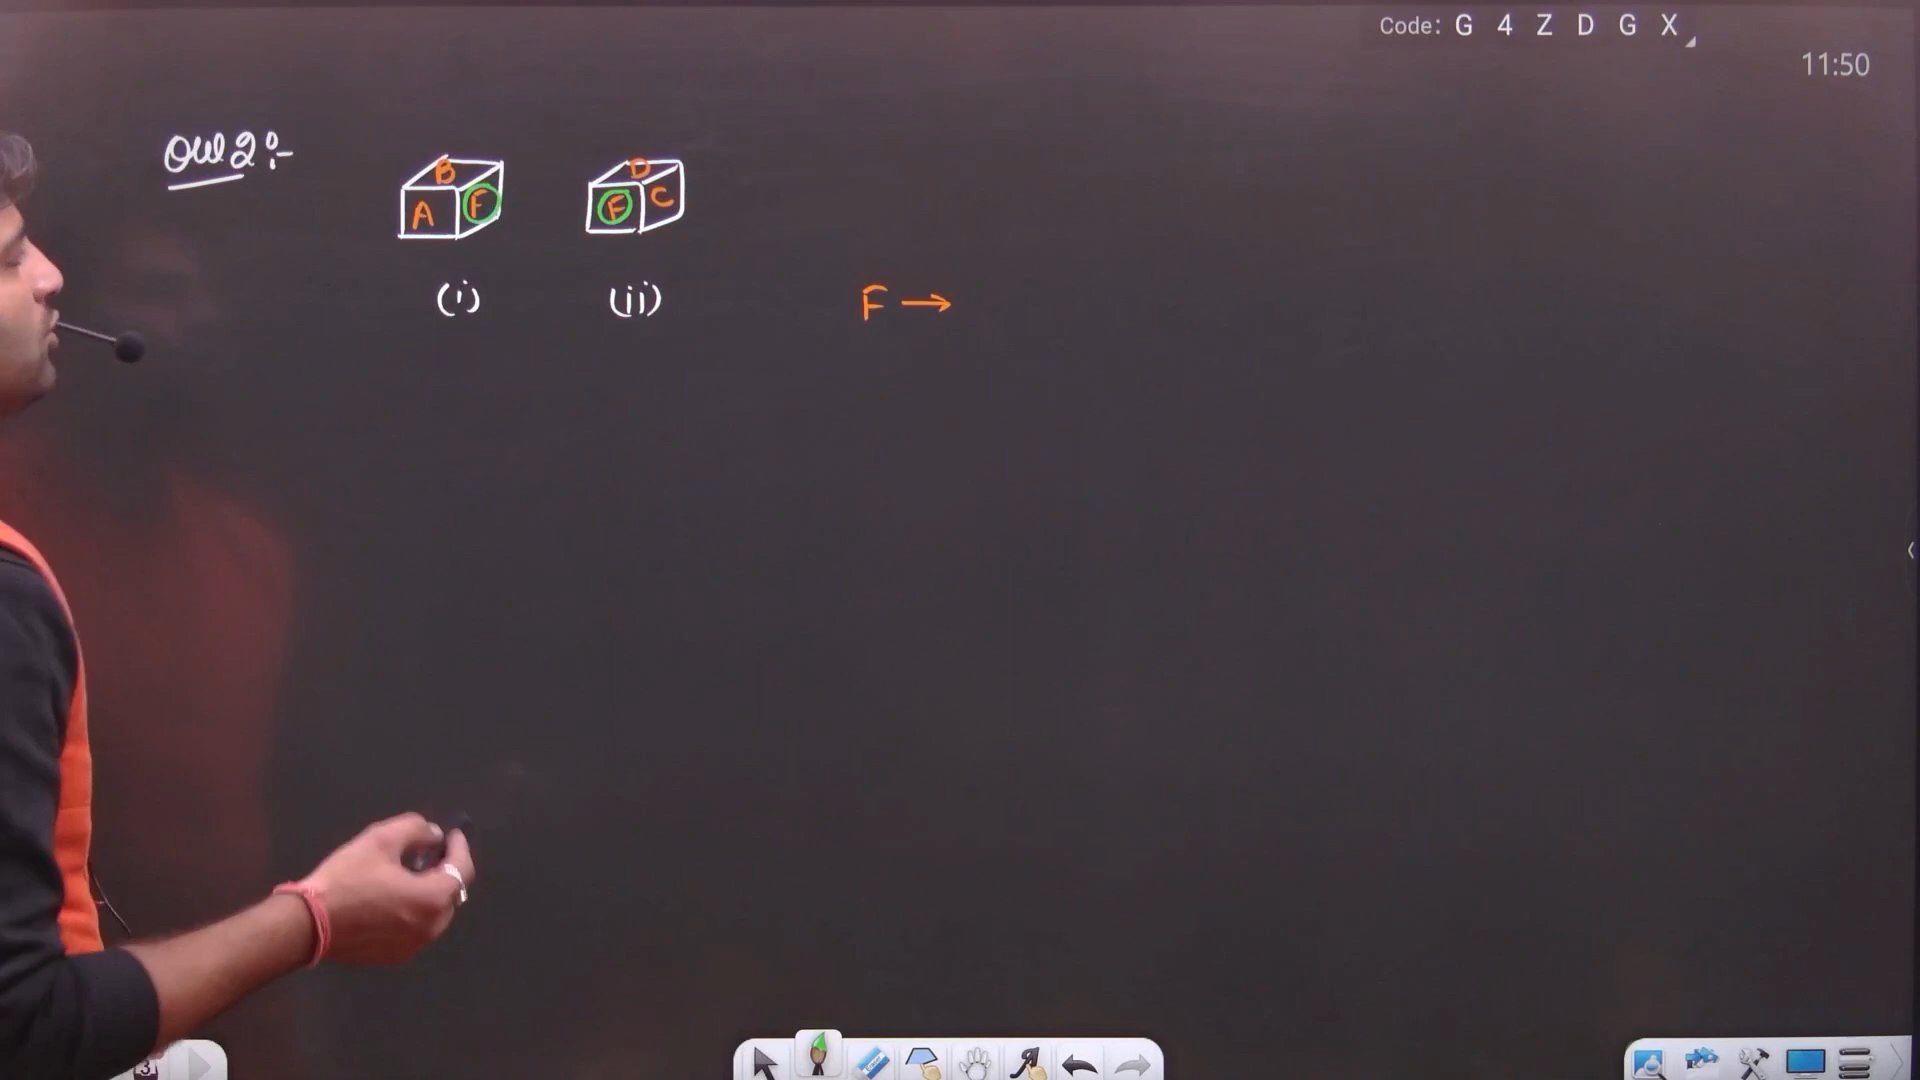 Code: G 4 Z D G X
11:50
Que 2:-
B A F
D F C
(i) (ii)
F →